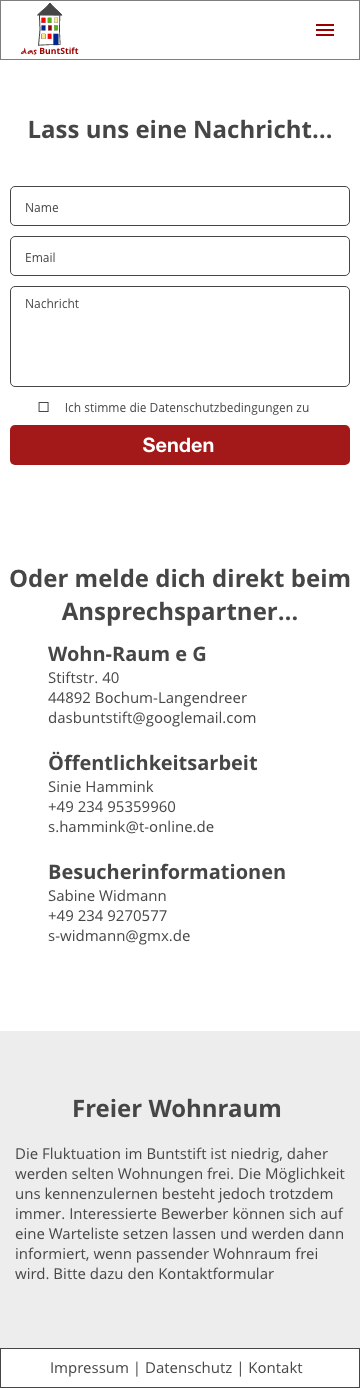 das BuntStift
Lass uns eine Nachricht...
Name
Email
Nachricht
Ich stimme die Datenschutzbedingungen zu
Senden
Oder melde dich direkt beim
Ansprechspartner...
Wohn-Raum e G
Stiftstr. 40
44892 Bochum-Langendreer
dasbuntstift@googlemail.com
Öffentlichkeitsarbeit
Sinie Hammink
+49 234 95359960
s.hammink@t-online.de
Besucherinformationen
Sabine Widmann
+49 234 9270577
s-widmann@gmx.de
Freier Wohnraum
Die Fluktuation im Buntstift ist niedrig, daher
werden selten Wohnungen frei. Die Möglichkeit
uns kennenzulernen besteht jedoch trotzdem
immer. Interessierte Bewerber können sich auf
eine Warteliste setzen lassen und werden dann
informiert, wenn passender Wohnraum frei
wird. Bitte dazu den Kontaktformular
Impressum | Datenschutz | Kontakt